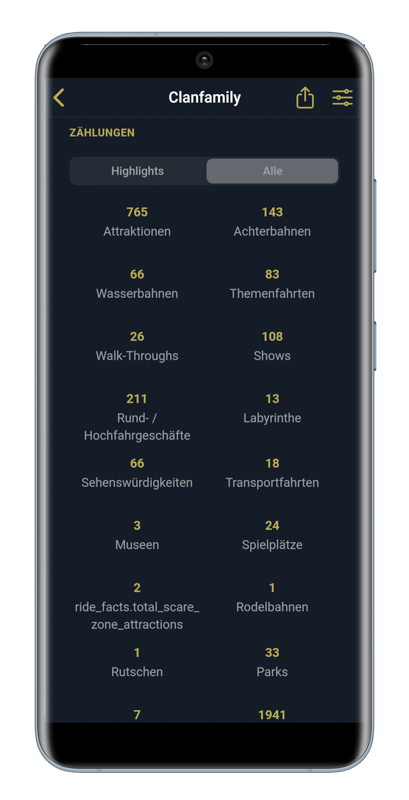 Clanfamily
ZÄHLUNGEN
Highlights Alle
765 143
Attraktionen Achterbahnen
66 83
Wasserbahnen Themenfahrten
26 108
Walk-Throughs Shows
211 13
Rund- / Labyrinthe
Hochfahrgeschäfte
66 18
Sehenswürdigkeiten Transportfahrten
3 24
Museen Spielplätze
2 1
ride_facts.total_scare_ Rodelbahnen
zone_attractions
1 33
Rutschen Parks
7 1941